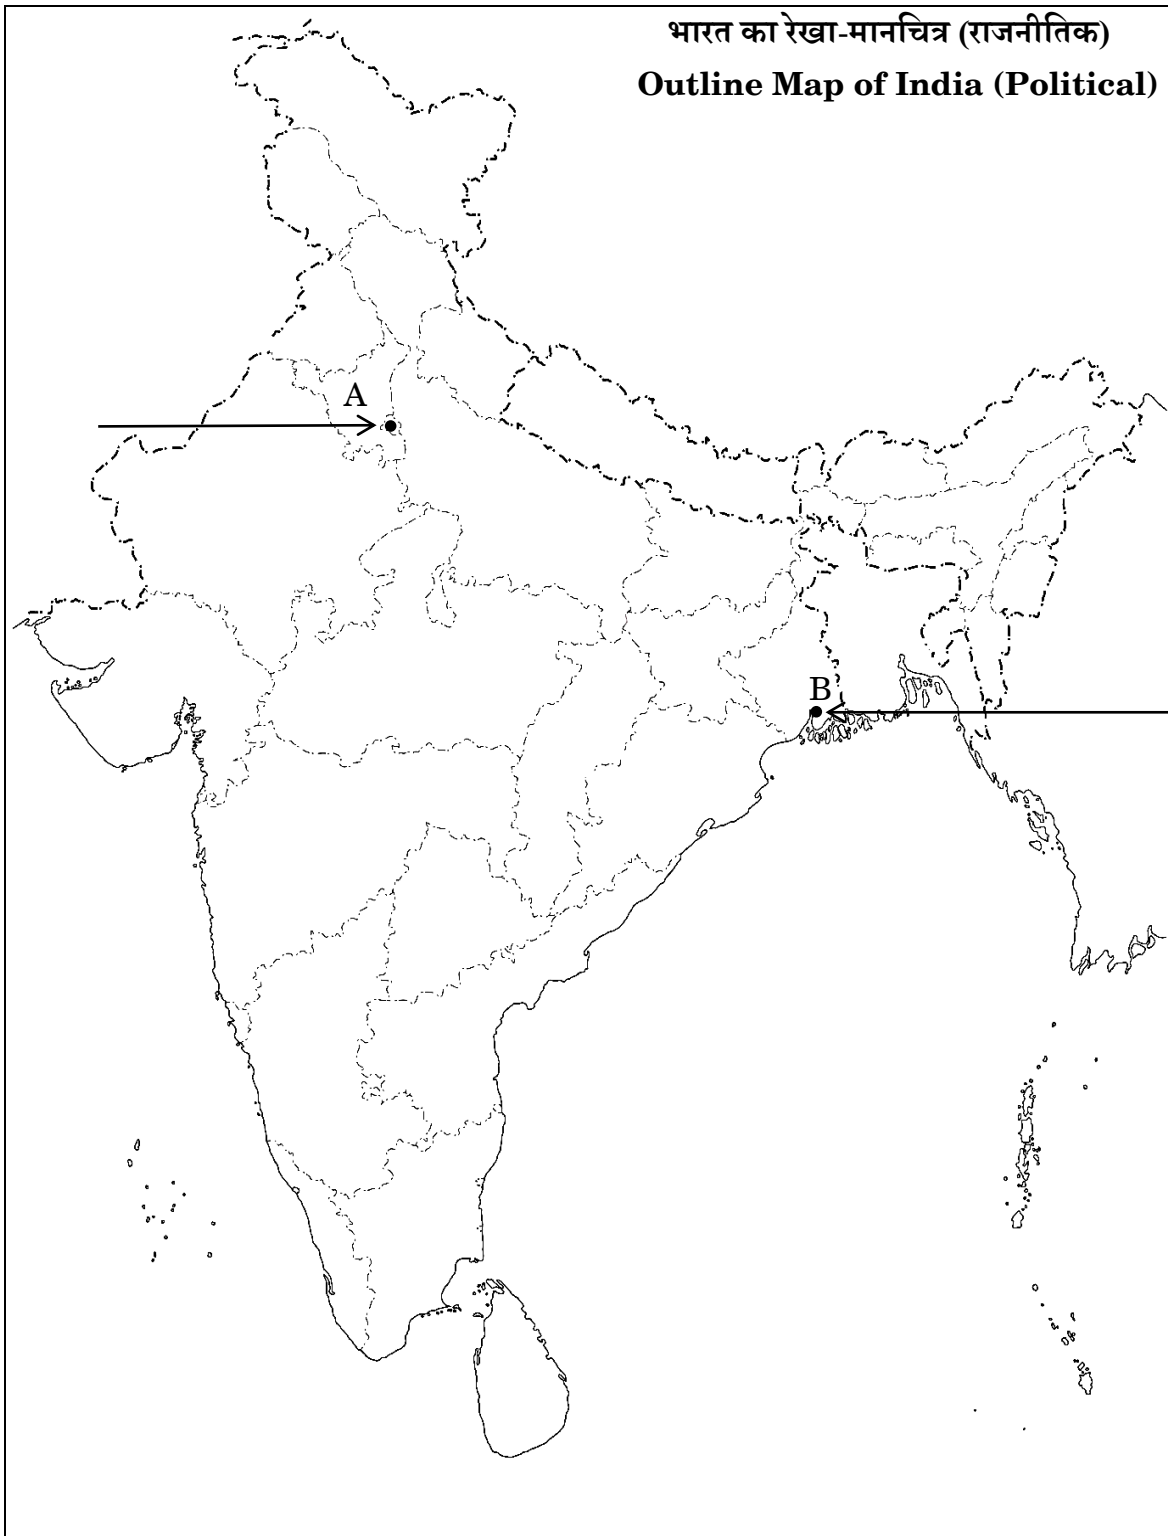 भारत का रेखा-मानचित्र (राजनीतिक)
Outline Map of India (Political)
A
B